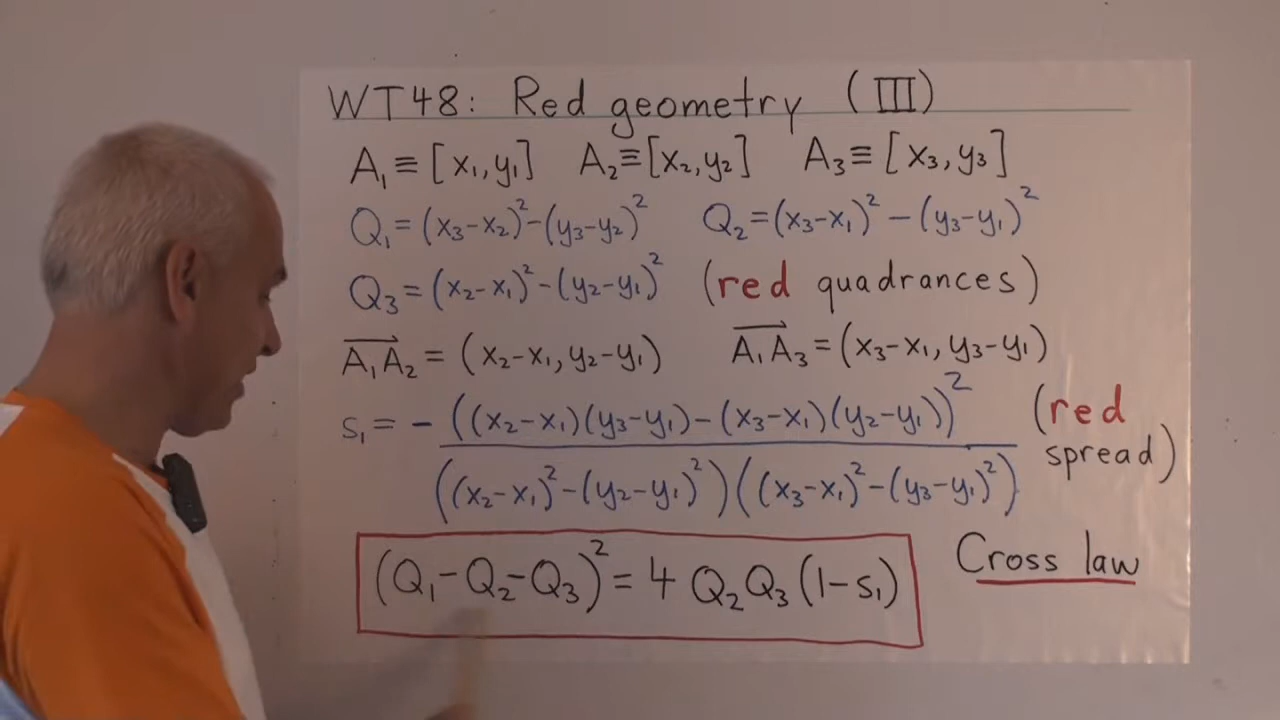 WT48: Red geometry (III)
A₁≡[x₁,y₁] A₂≡[x₂,y₂] A₃≡[x₃,y₃]
Q₁=(x₃-x₂)²-(y₃-y₂)² Q₂=(x₃-x₁)²-(y₃-y₁)²
Q₃=(x₂-x₁)²-(y₂-y₁)² (red quadrances)
A₁A₂→=(x₂-x₁,y₂-y₁) A₁A₃→=(x₃-x₁,y₃-y₁)
s₁=-((x₂-x₁)(y₃-y₁)-(x₃-x₁)(y₂-y₁))² (red
((x₂-x₁)²-(y₂-y₁)²)((x₃-x₁)²-(y₃-y₁)²) spread)
(Q₁-Q₂-Q₃)²=4Q₂Q₃(1-s₁) Cross law